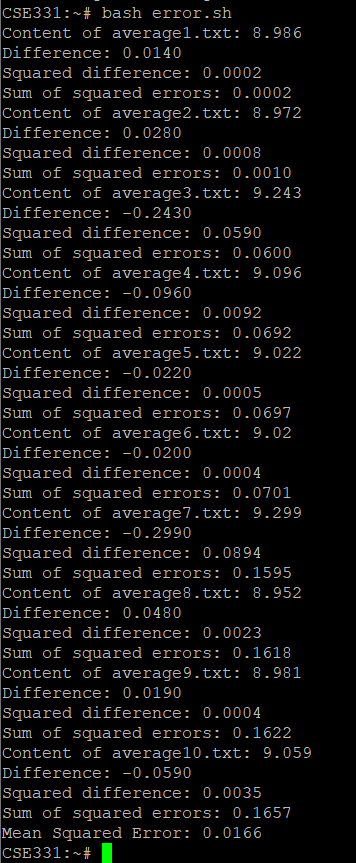 CSE331:~# bash error.sh
Content of average1.txt: 8.986
Difference: 0.0140
Squared difference: 0.0002
Sum of squared errors: 0.0002
Content of average2.txt: 8.972
Difference: 0.0280
Squared difference: 0.0008
Sum of squared errors: 0.0010
Content of average3.txt: 9.243
Difference: -0.2430
Squared difference: 0.0590
Sum of squared errors: 0.0600
Content of average4.txt: 9.096
Difference: -0.0960
Squared difference: 0.0092
Sum of squared errors: 0.0692
Content of average5.txt: 9.022
Difference: -0.0220
Squared difference: 0.0005
Sum of squared errors: 0.0697
Content of average6.txt: 9.02
Difference: -0.0200
Squared difference: 0.0004
Sum of squared errors: 0.0701
Content of average7.txt: 9.299
Difference: -0.2990
Squared difference: 0.0894
Sum of squared errors: 0.1595
Content of average8.txt: 8.952
Difference: 0.0480
Squared difference: 0.0023
Sum of squared errors: 0.1618
Content of average9.txt: 8.981
Difference: 0.0190
Squared difference: 0.0004
Sum of squared errors: 0.1622
Content of average10.txt: 9.059
Difference: -0.0590
Squared difference: 0.0035
Sum of squared errors: 0.1657
Mean Squared Error: 0.0166
CSE331:~#